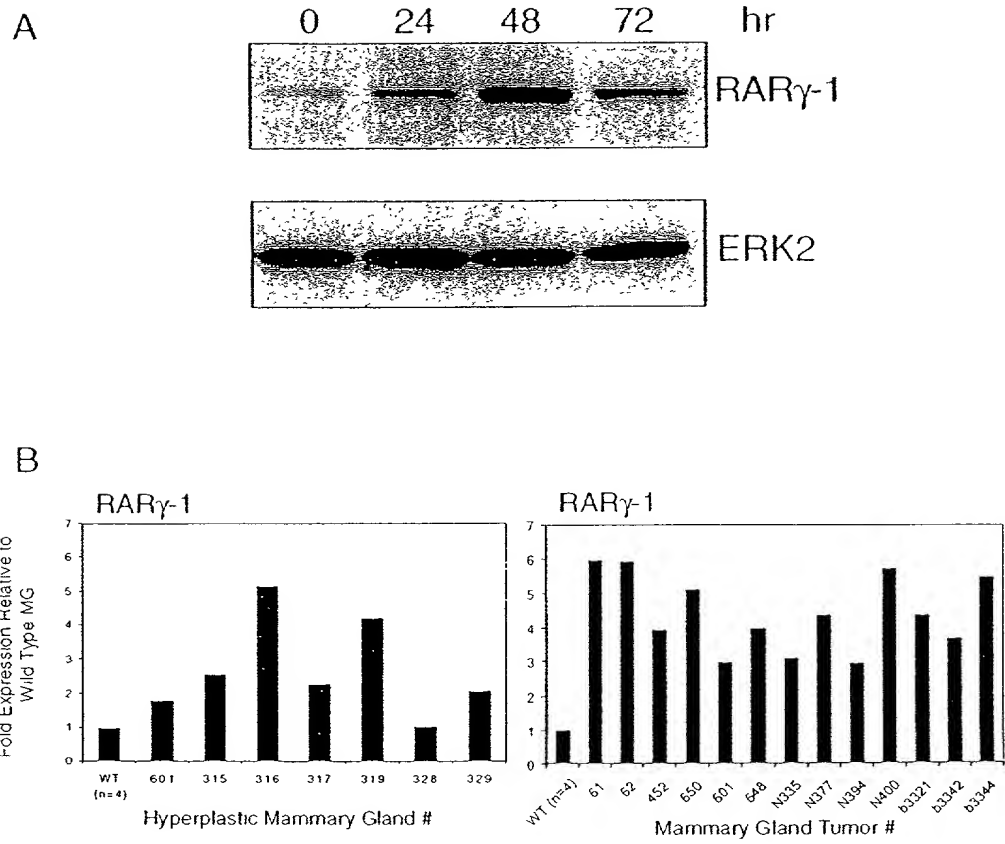 A
0 24 48 72 hr
RARγ-1
ERK2
B
RARγ-1
Fold Expression Relative to
Wild Type MG
7
6
5
4
3
2
1
0
WT 601 315 316 317 319 328 329
(n=4)
Hyperplastic Mammary Gland #
RARγ-1
7
6
5
4
3
2
1
0
WT (n=4) 61 62 452 650 601 648 N335 N377 N394 N400 b3321 b3342 b3344
Mammary Gland Tumor #